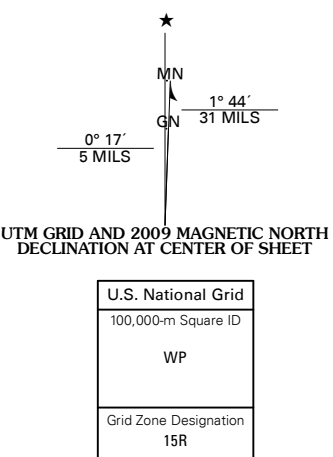 ★
MN
1° 44´
GN
31 MILS
0° 17´
5 MILS
UTM GRID AND 2009 MAGNETIC NORTH
DECLINATION AT CENTER OF SHEET
U.S. National Grid
100,000-m Square ID
WP
Grid Zone Designation
15R